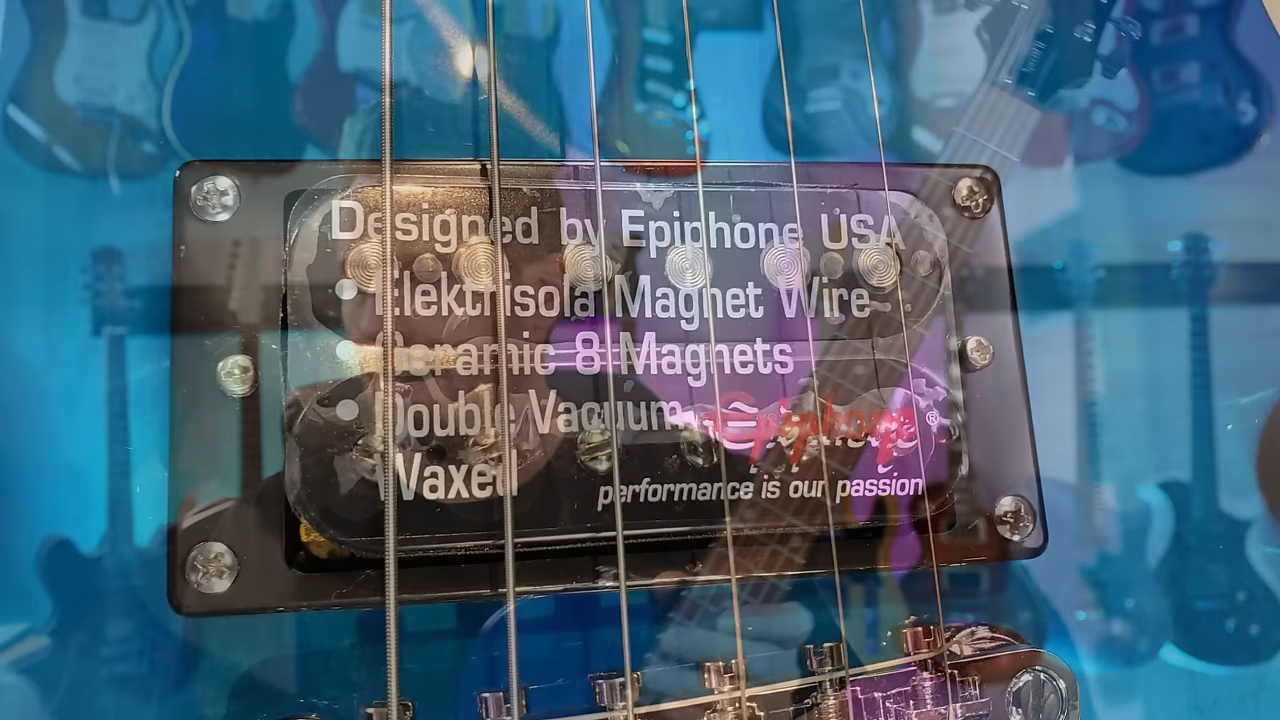 Designed by Epiphone USA
• Elektrisola Magnet Wire
• Ceramic 8 Magnets
• Double Vacuum
Waxed
Epiphone®
performance is our passion